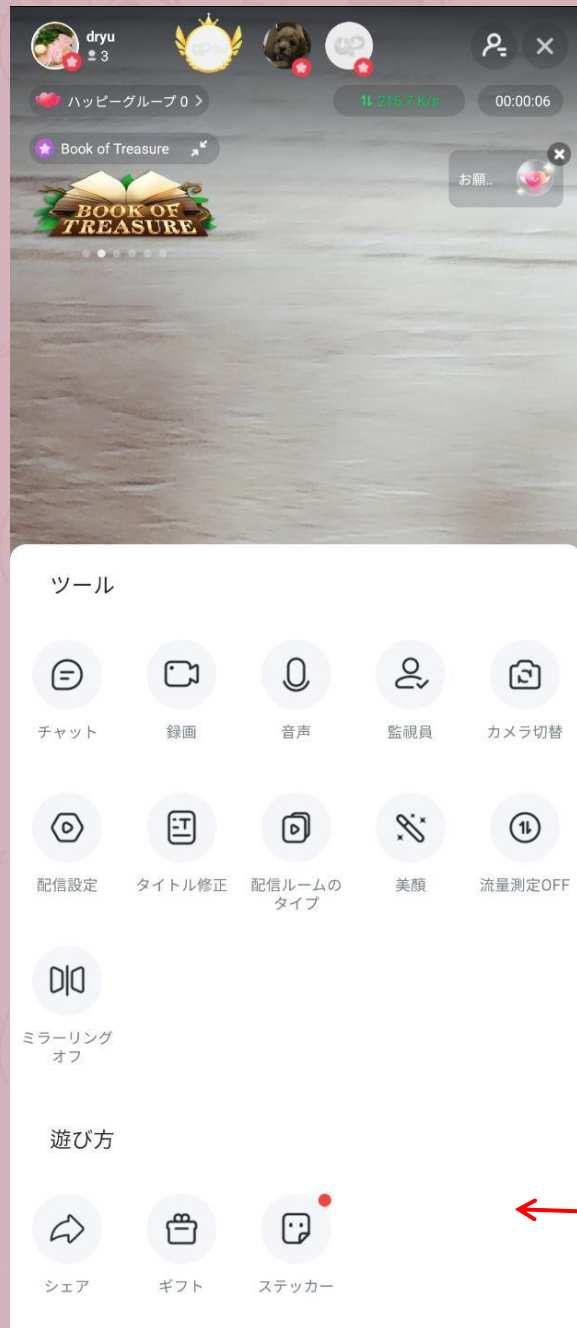 dryu
3
ハッピーグループ 0 >
216.7 K/s
00:00:06
Book of Treasure
お願..
BOOK OF
TREASURE
ツール
チャット
録画
音声
監視員
カメラ切替
配信設定
タイトル修正
配信ルームの
タイプ
美顔
流量測定OFF
ミラーリング
オフ
遊び方
シェア
ギフト
ステッカー